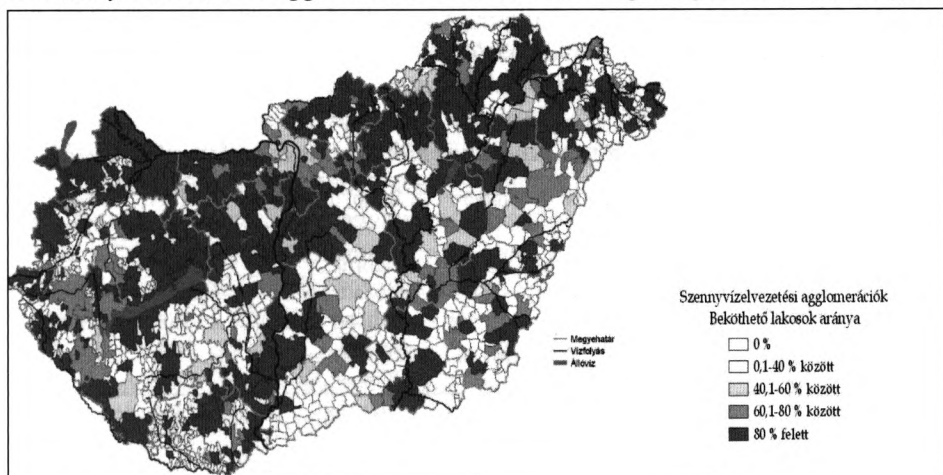 Megyehatár
Vízfolyás
Állóvíz
Szennyvízelvezetési agglomerációk
Beköthető lakosok aránya
0 %
0,1-40 % között
40,1-60 % között
60,1-80 % között
80 % felett